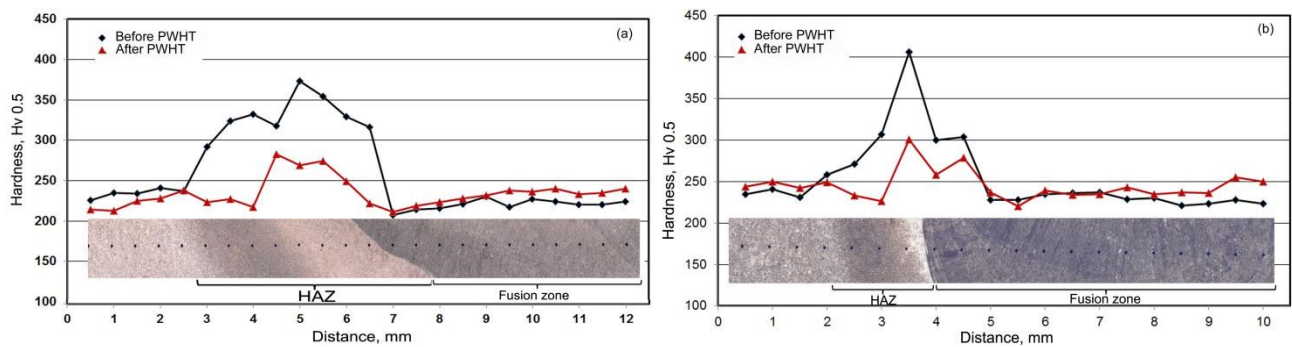 (a)
Before PWHT
After PWHT
Hardness, Hv 0.5
450
400
350
300
250
200
150
100
0 1 2 3 4 5 6 7 8 9 10 11 12
HAZ
Fusion zone
Distance, mm
(b)
Before PWHT
After PWHT
Hardness, Hv 0.5
450
400
350
300
250
200
150
100
0 1 2 3 4 5 6 7 8 9 10
HAZ
Fusion zone
Distance, mm